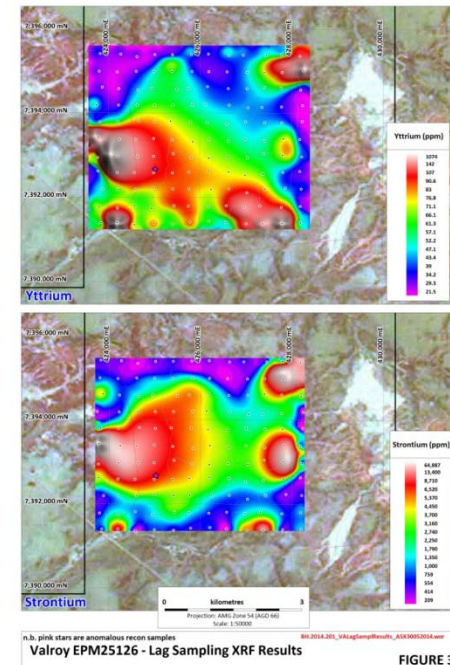 7,396,000 mN
424,000 mE
426,000 mE
428,000 mE
430,000 mE
7,394,000 mN
7,392,000 mN
7,390,000 mN
Yttrium
Yttrium (ppm)
1074
142
107
90.6
83
76.8
71.1
66.1
61.3
57.1
52.2
47.1
43.4
39
34.2
29.3
21.5
7,396,000 mN
424,000 mE
426,000 mE
428,000 mE
430,000 mE
7,394,000 mN
7,392,000 mN
7,390,000 mN
Strontium
Strontium (ppm)
64,887
13,400
8,710
6,520
5,370
4,450
3,700
3,160
2,740
2,250
1,790
1,350
1,000
759
554
414
209
0 kilometres 3
Projection: AMG Zone 54 (AGD 66)
Scale: 1:50000
n.b. pink stars are anomalous recon samples
BH.2014.201_VALagSamplResults_ASX30052014.wor
Valroy EPM25126 - Lag Sampling XRF Results
FIGURE 3